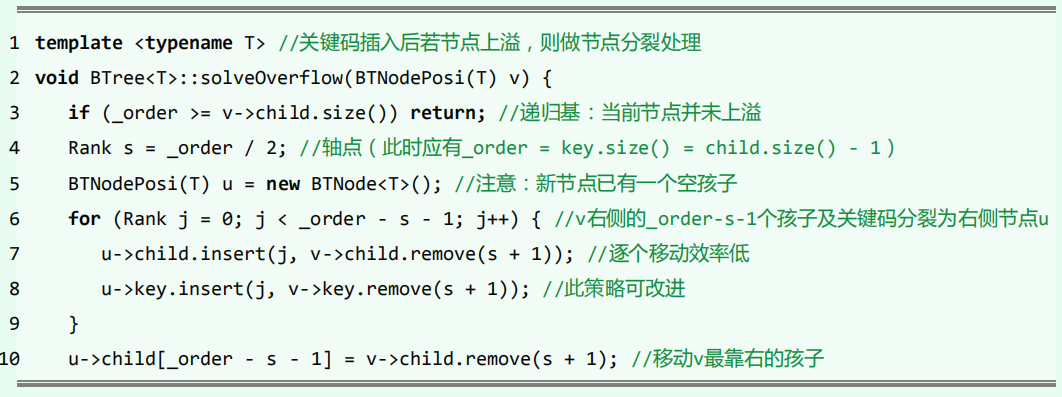 1 template <typename T> //关键码插入后若节点上溢，则做节点分裂处理
2 void BTree<T>::solveOverflow(BTNodePosi(T) v) {
3 if (_order >= v->child.size()) return; //递归基：当前节点并未上溢
4 Rank s = _order / 2; //轴点（此时应有_order = key.size() = child.size() - 1）
5 BTNodePosi(T) u = new BTNode<T>(); //注意：新节点已有一个空孩子
6 for (Rank j = 0; j < _order - s - 1; j++) { //v右侧的_order-s-1个孩子及关键码分裂为右侧节点u
7 u->child.insert(j, v->child.remove(s + 1)); //逐个移动效率低
8 u->key.insert(j, v->key.remove(s + 1)); //此策略可改进
9 }
10 u->child[_order - s - 1] = v->child.remove(s + 1); //移动v最靠右的孩子